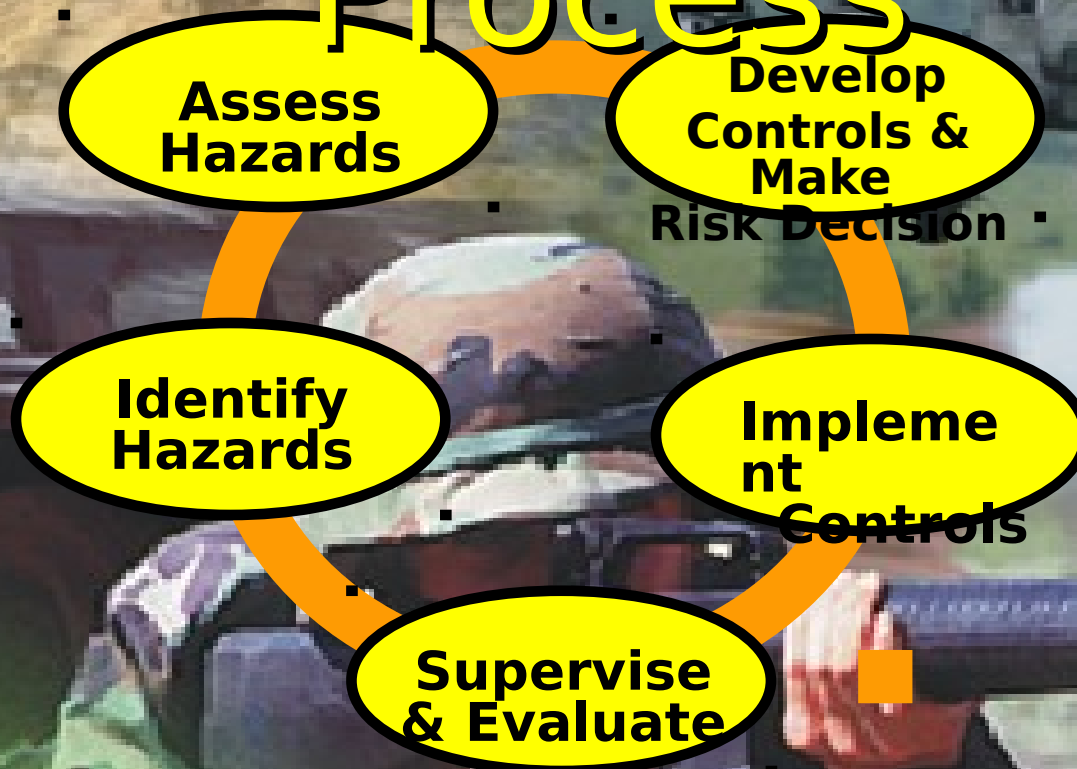 Process
Assess
Hazards
Develop
Controls &
Make
Risk Decision
Identify
Hazards
Impleme
nt
Controls
Supervise
& Evaluate